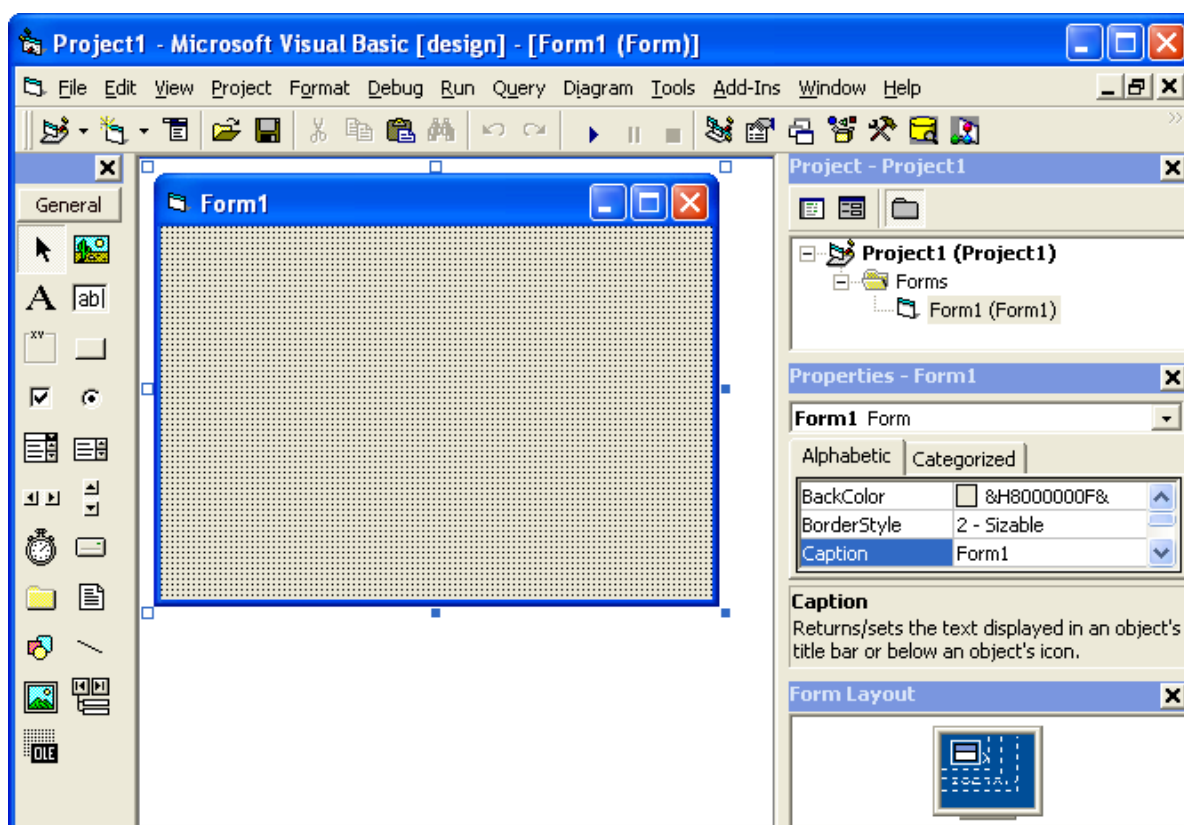 Project1 - Microsoft Visual Basic [design] - [Form1 (Form)]
File Edit View Project Format Debug Run Query Diagram Tools Add-Ins Window Help
General
A
ab|
XY
OLE
Form1
Project - Project1
Project1 (Project1)
Forms
Form1 (Form1)
Properties - Form1
Form1 Form
Alphabetic Categorized
BackColor &H8000000F&
BorderStyle 2 - Sizable
Caption Form1
Caption
Returns/sets the text displayed in an object's
title bar or below an object's icon.
Form Layout